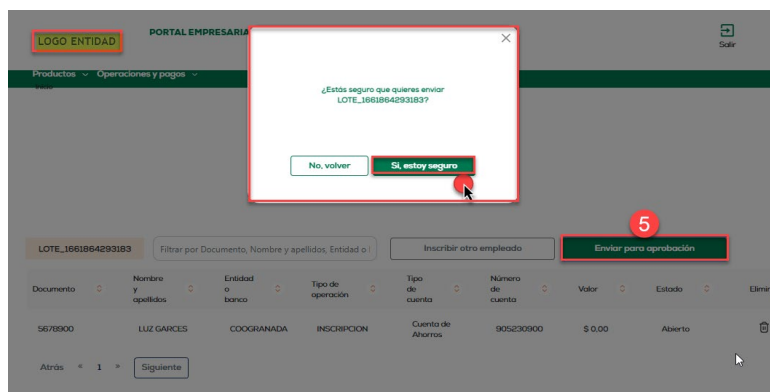 LOGO ENTIDAD
PORTAL EMPRESARIA
Salir
Productos Operaciones y pagos
¿Estás seguro que quieres enviar
LOTE_1661864293183?
No, volver
Si, estoy seguro
5
LOTE_1661864293183
Filtrar por Documento, Nombre y apellidos, Entidad o
Inscribir otro empleado
Enviar para aprobación
Documento
Nombre
y
apellidos
Entidad
o
banco
Tipo de
operación
Tipo
de
cuenta
Número
de
cuenta
Valor
Estado
Elimin
5678900
LUZ GARCES
COOGRANADA
INSCRIPCION
Cuenta de
Ahorros
905230900
$ 0,00
Abierto
Atrás « 1 » Siguiente